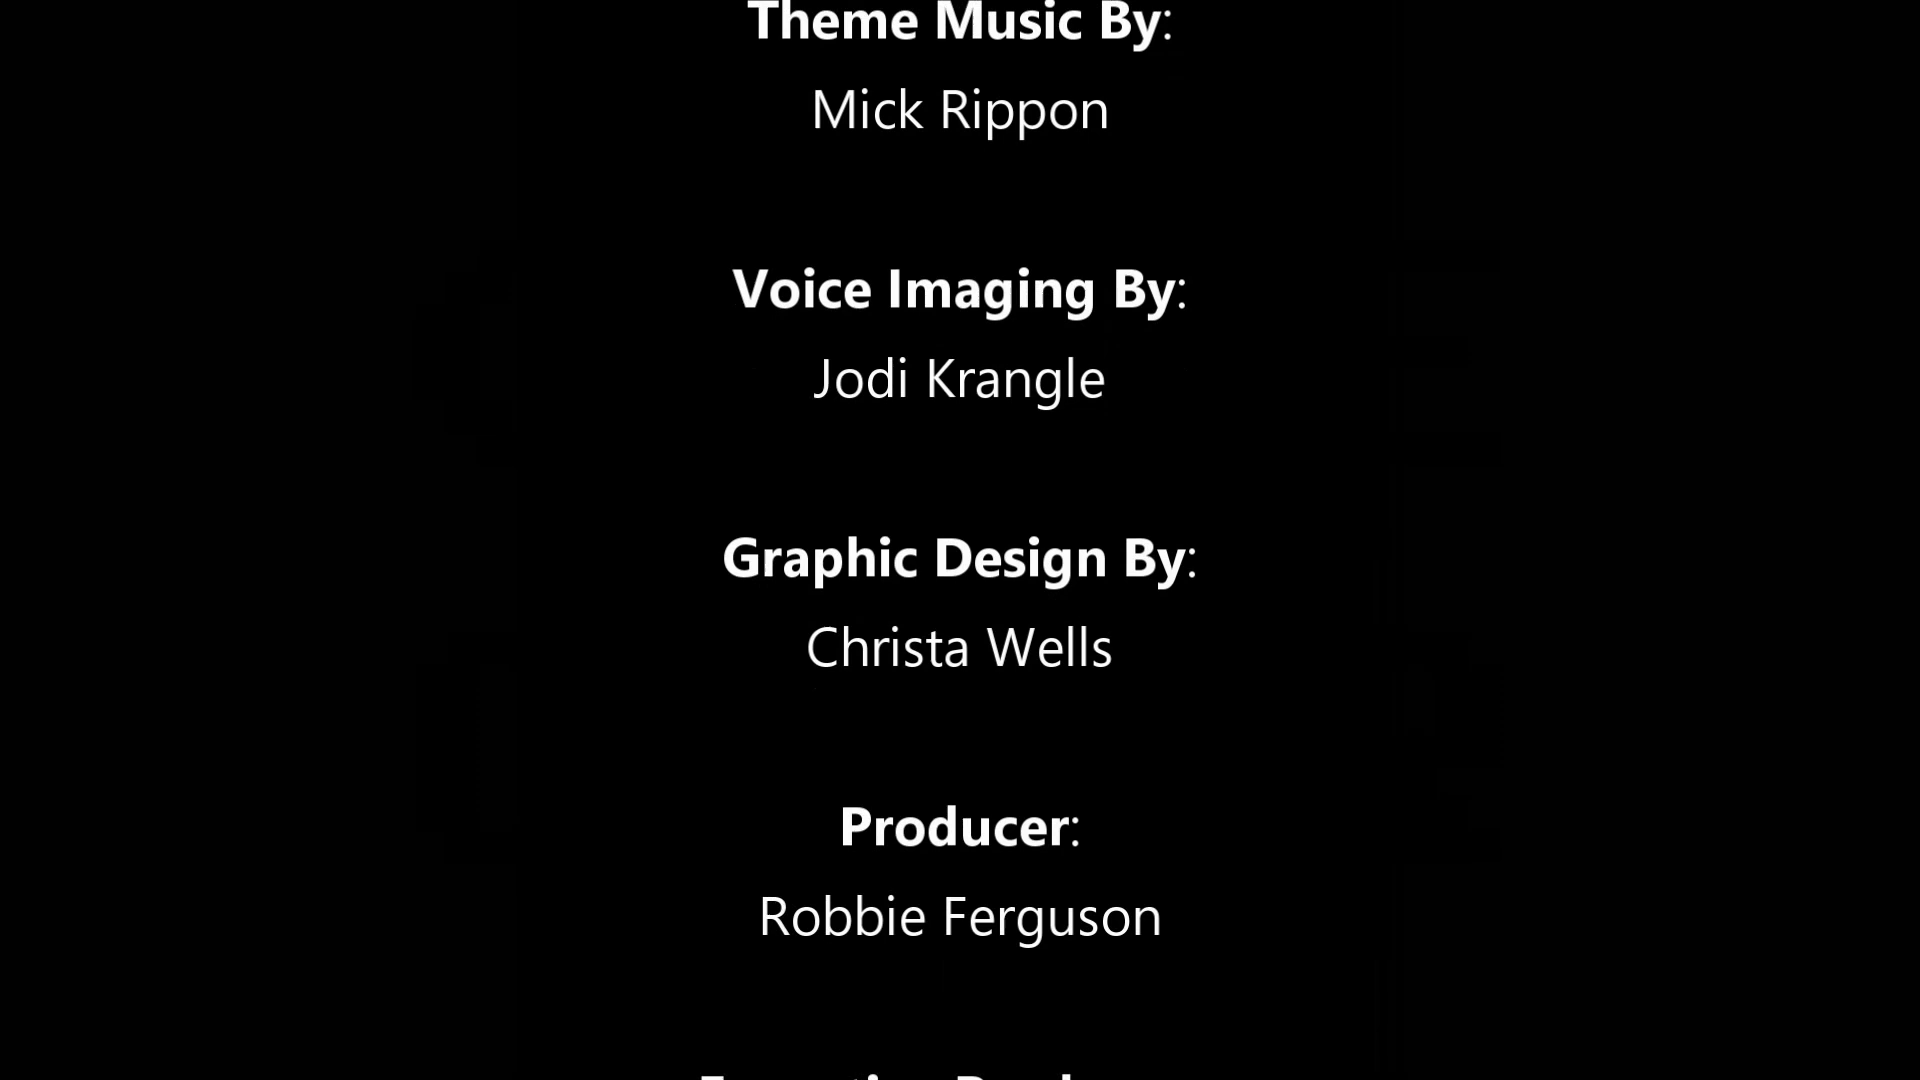 Theme Music By:
Mick Rippon
Voice Imaging By:
Jodi Krangle
Graphic Design By:
Christa Wells
Producer:
Robbie Ferguson